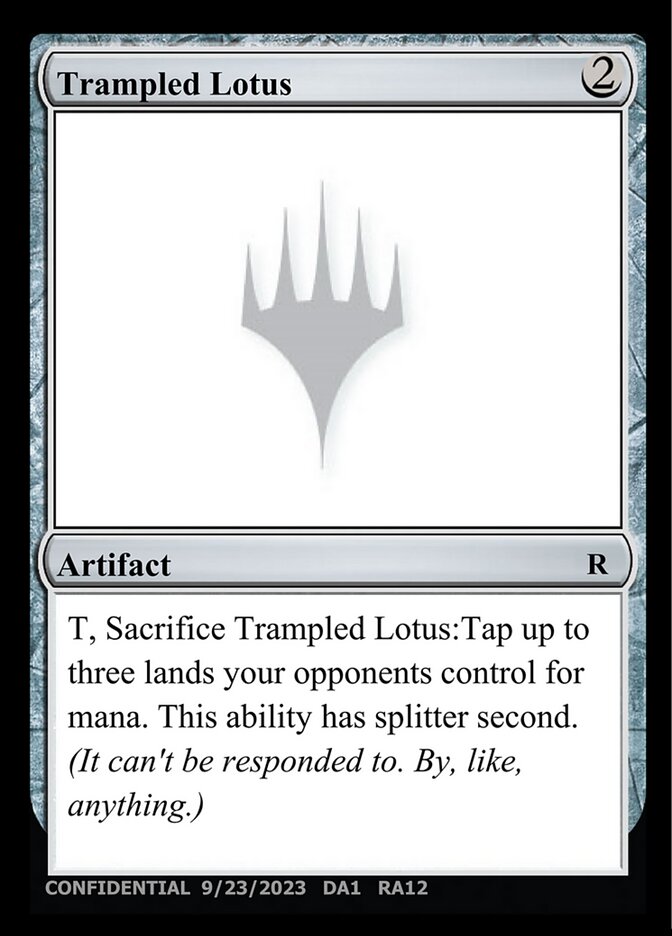 Trampled Lotus
2
Artifact
R
T, Sacrifice Trampled Lotus:Tap up to
three lands your opponents control for
mana. This ability has splitter second.
(It can't be responded to. By, like,
anything.)
CONFIDENTIAL 9/23/2023 DA1 RA12